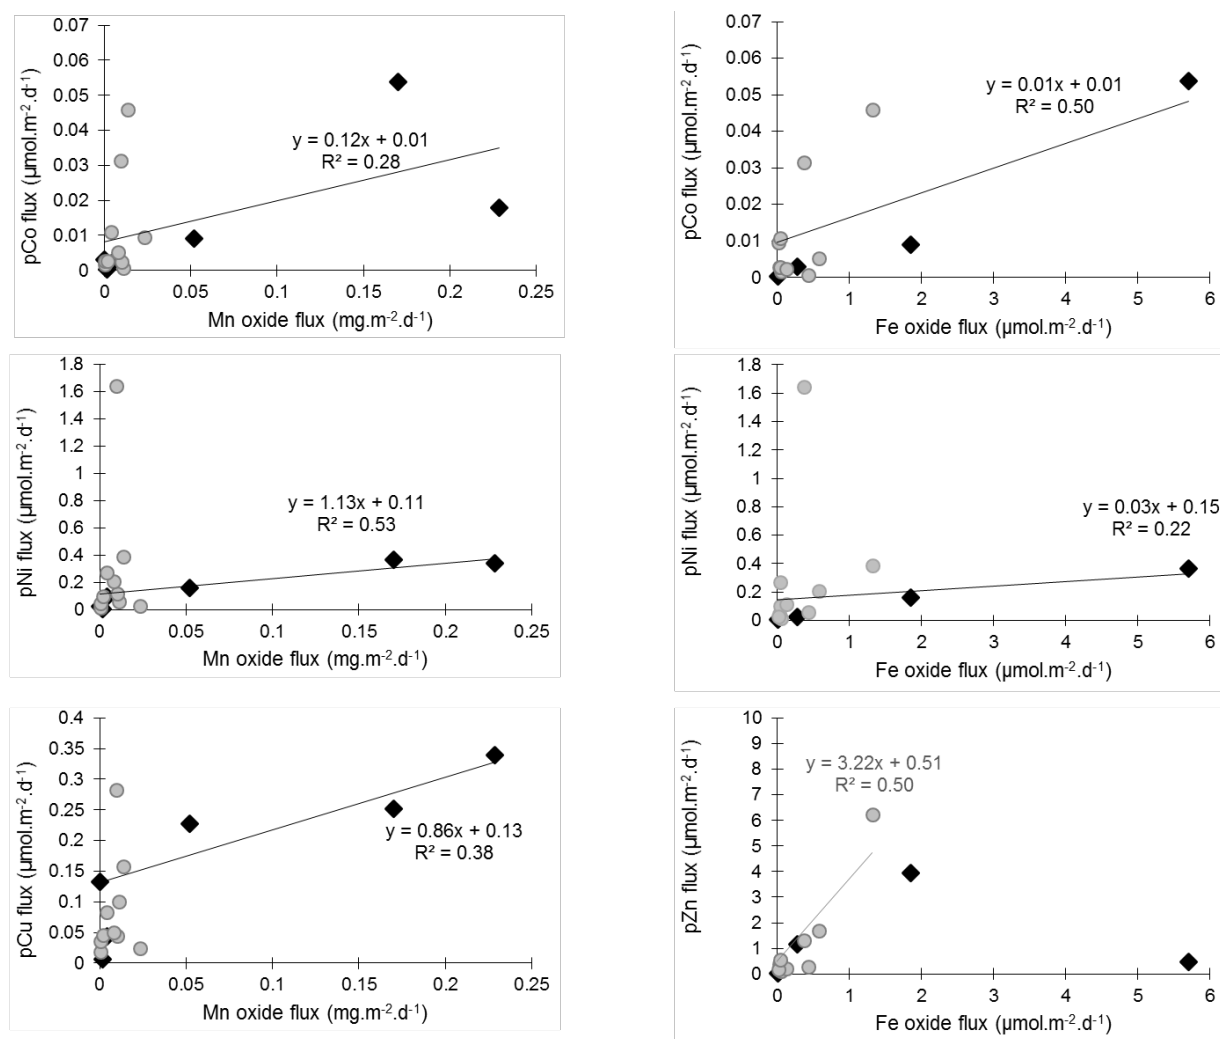 0.07
0.06
0.05
0.04
0.03
0.02
0.01
0
pCo flux (µmol.m⁻².d⁻¹)
y = 0.12x + 0.01
R² = 0.28
0 0.05 0.1 0.15 0.2 0.25
Mn oxide flux (mg.m⁻².d⁻¹)
0.07
0.06
0.05
0.04
0.03
0.02
0.01
0
pCo flux (µmol.m⁻².d⁻¹)
y = 0.01x + 0.01
R² = 0.50
0 1 2 3 4 5 6
Fe oxide flux (µmol.m⁻².d⁻¹)
1.8
1.6
1.4
1.2
1
0.8
0.6
0.4
0.2
0
pNi flux (µmol.m⁻².d⁻¹)
y = 1.13x + 0.11
R² = 0.53
0 0.05 0.1 0.15 0.2 0.25
Mn oxide flux (mg.m⁻².d⁻¹)
1.8
1.6
1.4
1.2
1
0.8
0.6
0.4
0.2
0
pNi flux (µmol.m⁻².d⁻¹)
y = 0.03x + 0.15
R² = 0.22
0 1 2 3 4 5 6
Fe oxide flux (µmol.m⁻².d⁻¹)
0.4
0.35
0.3
0.25
0.2
0.15
0.1
0.05
0
pCu flux (µmol.m⁻².d⁻¹)
y = 0.86x + 0.13
R² = 0.38
0 0.05 0.1 0.15 0.2 0.25
Mn oxide flux (mg.m⁻².d⁻¹)
10
9
8
7
6
5
4
3
2
1
0
pZn flux (µmol.m⁻².d⁻¹)
y = 3.22x + 0.51
R² = 0.50
0 1 2 3 4 5 6
Fe oxide flux (µmol.m⁻².d⁻¹)